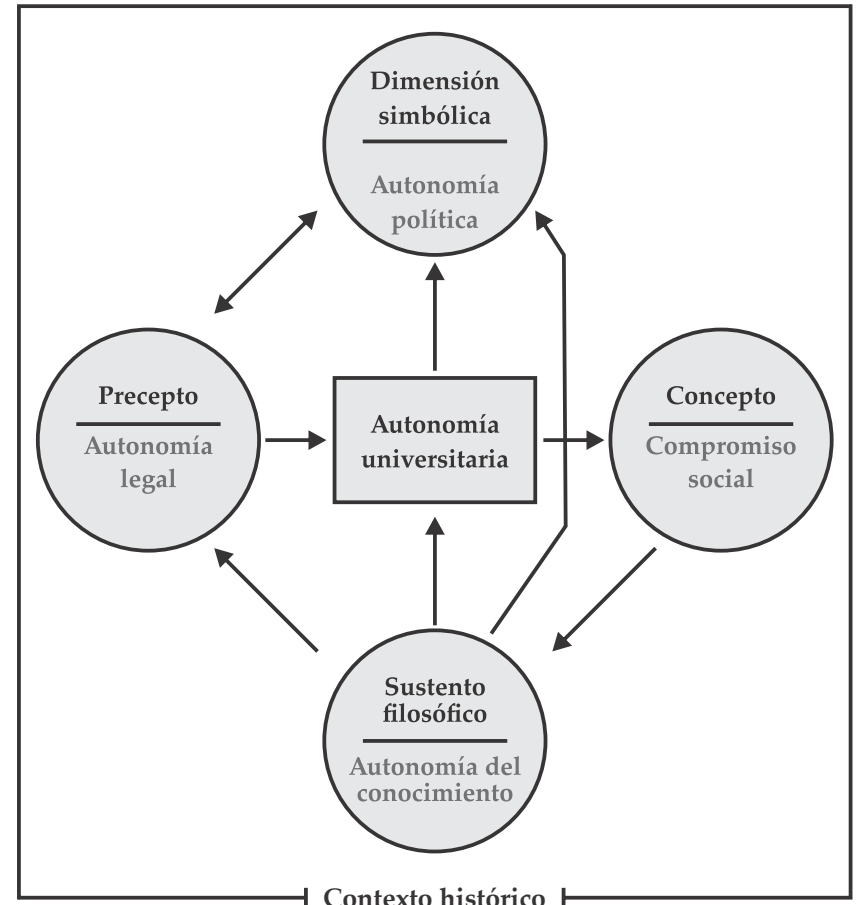 Dimensión
simbólica
Autonomía
política
Precepto
Autonomía
legal
Autonomía
universitaria
Concepto
Compromiso
social
Sustento
filosófico
Autonomía del
conocimiento
Contexto histórico